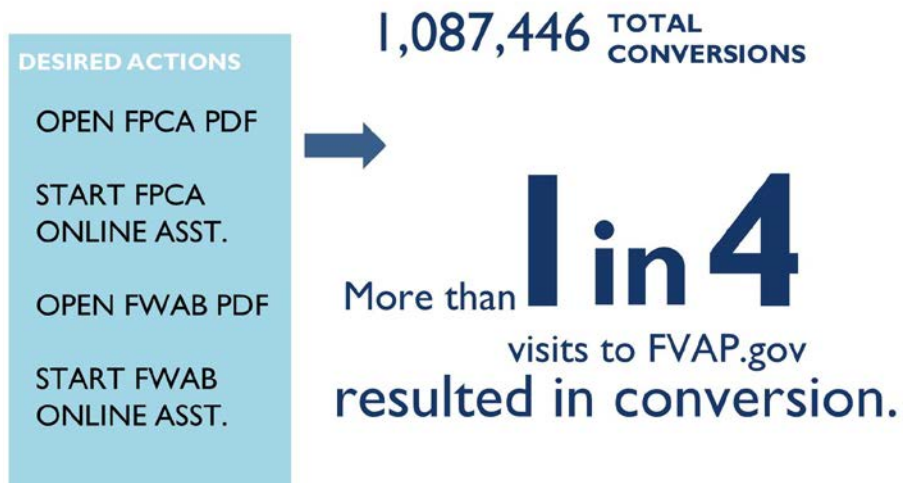 DESIRED ACTIONS
OPEN FPCA PDF
START FPCA
ONLINE ASST.
OPEN FWAB PDF
START FWAB
ONLINE ASST.
1,087,446 TOTAL
CONVERSIONS
More than 1 in 4
visits to FVAP.gov
resulted in conversion.